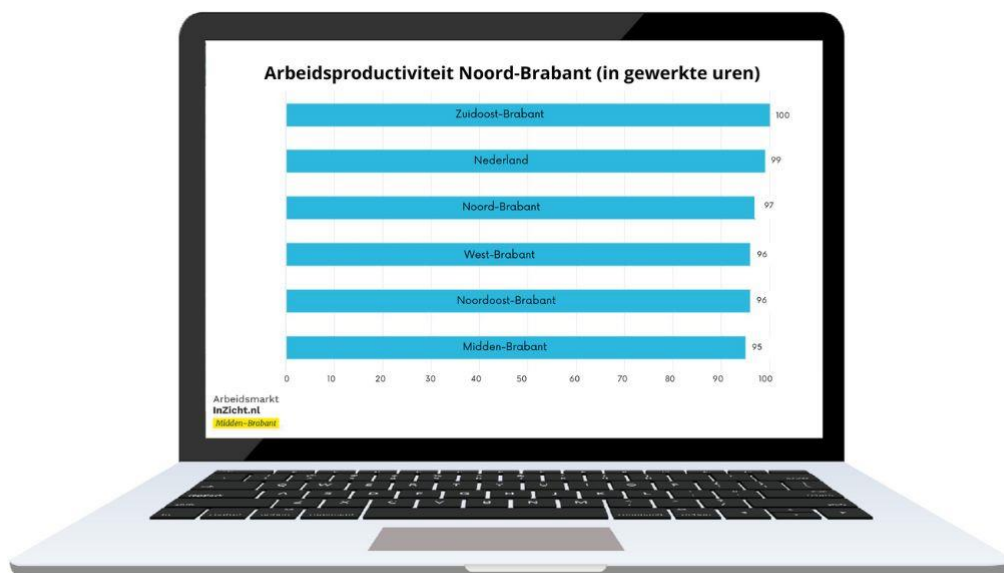 Arbeidsproductiviteit Noord-Brabant (in gewerkte uren)
Zuidoost-Brabant 100
Nederland 99
Noord-Brabant 97
West-Brabant 96
Noordoost-Brabant 96
Midden-Brabant 95
0 10 20 30 40 50 60 70 80 90 100
Arbeidsmarkt
InZicht.nl
Midden-Brabant